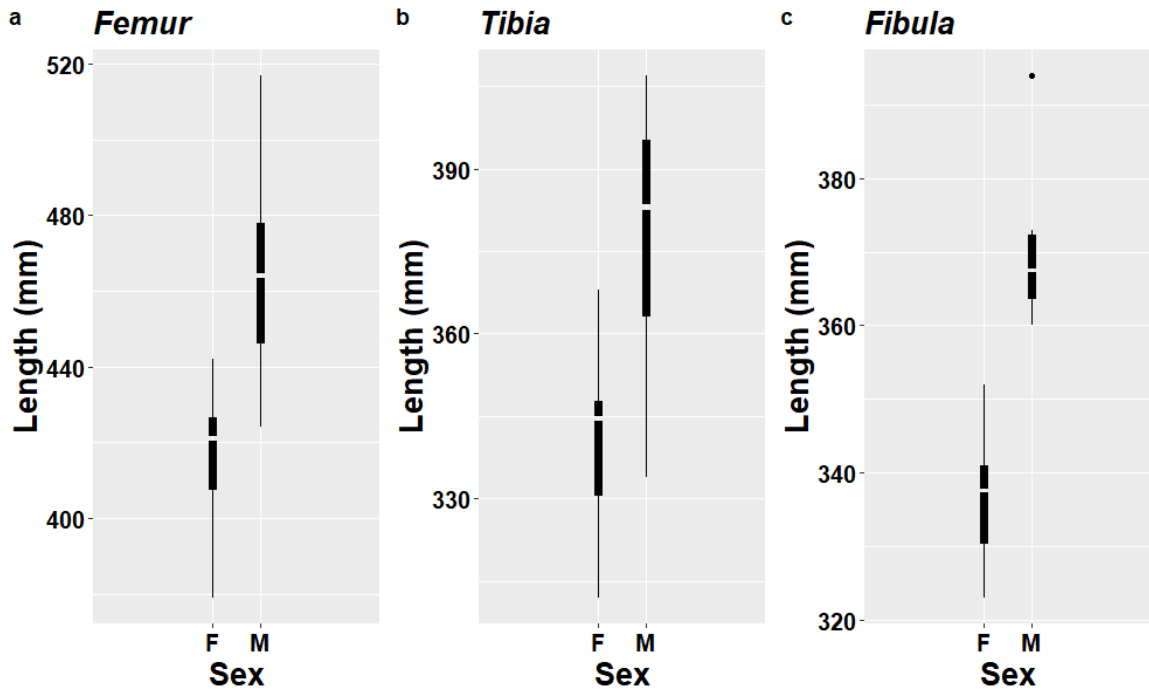 a Femur
520
480
440
400
Length (mm)
F M
Sex
b Tibia
390
360
330
Length (mm)
F M
Sex
c Fibula
380
360
340
320
Length (mm)
F M
Sex